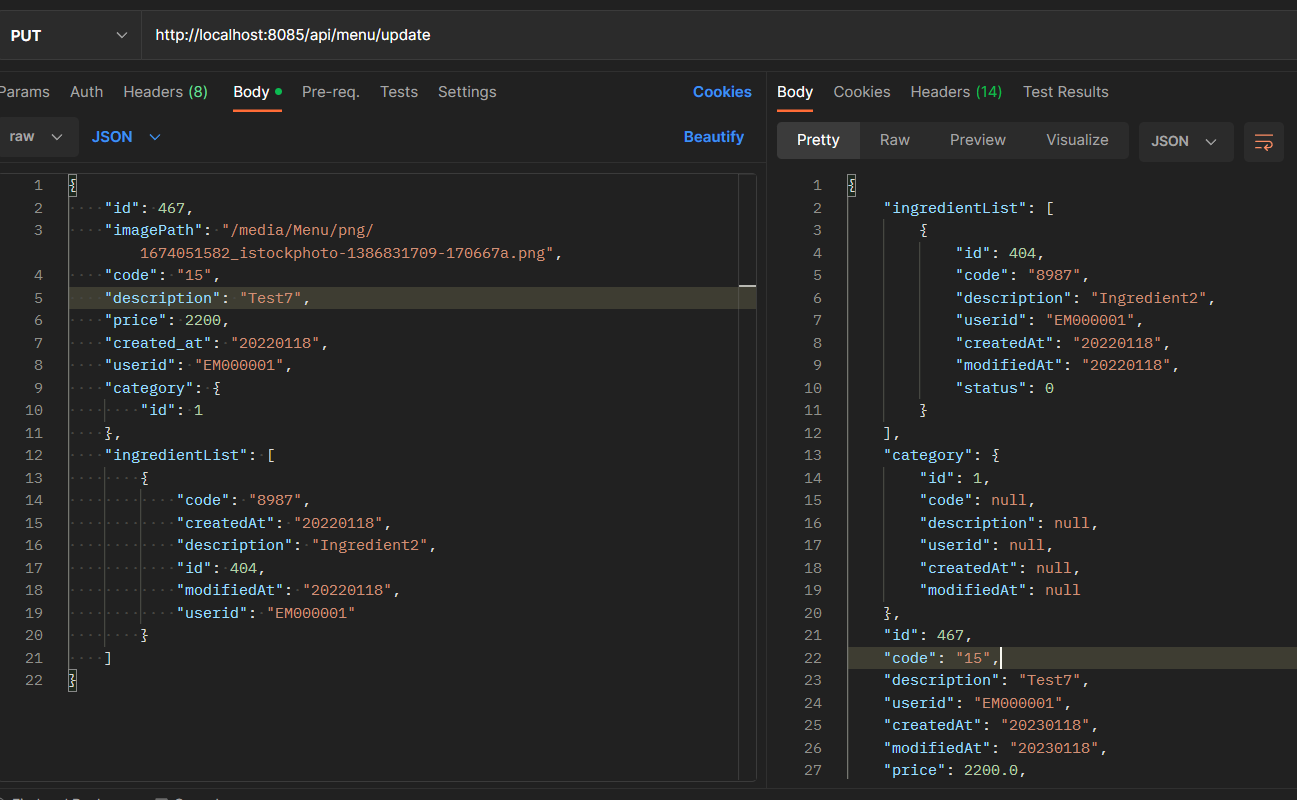 PUT http://localhost:8085/api/menu/update
Params Auth Headers (8) Body Pre-req. Tests Settings Cookies
raw JSON Beautify
1 {
2 "id": 467,
3 "imagePath": "/media/Menu/png/
1674051582_istockphoto-1386831709-170667a.png",
4 "code": "15",
5 "description": "Test7",
6 "price": 2200,
7 "created_at": "20220118",
8 "userid": "EM000001",
9 "category": {
10 "id": 1
11 },
12 "ingredientList": [
13 {
14 "code": "8987",
15 "createdAt": "20220118",
16 "description": "Ingredient2",
17 "id": 404,
18 "modifiedAt": "20220118",
19 "userid": "EM000001"
20 }
21 ]
22 }
Body Cookies Headers (14) Test Results
Pretty Raw Preview Visualize JSON
1 {
2 "ingredientList": [
3 {
4 "id": 404,
5 "code": "8987",
6 "description": "Ingredient2",
7 "userid": "EM000001",
8 "createdAt": "20220118",
9 "modifiedAt": "20220118",
10 "status": 0
11 }
12 ],
13 "category": {
14 "id": 1,
15 "code": null,
16 "description": null,
17 "userid": null,
18 "createdAt": null,
19 "modifiedAt": null
20 },
21 "id": 467,
22 "code": "15",
23 "description": "Test7",
24 "userid": "EM000001",
25 "createdAt": "20230118",
26 "modifiedAt": "20230118",
27 "price": 2200.0,